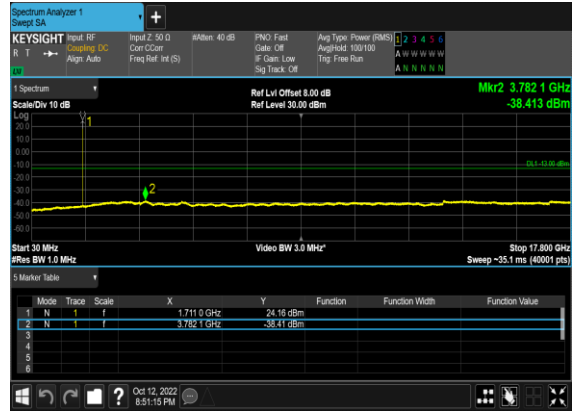 Spectrum Analyzer 1
Swept SA
+
KEYSIGHT Input: RF Input Z: 50 Ω #Atten: 40 dB PNO: Fast Avg Type: Power (RMS) 1 2 3 4 5 6
R T Coupling: DC Corr CCorr Gate: Off Avg|Hold: 100/100 A W W W W W
Align: Auto Freq Ref: Int (S) IF Gain: Low Trig: Free Run
Sig Track: Off A N N N N N
1 Spectrum Ref Lvl Offset 8.00 dB Mkr2 3.782 1 GHz
Scale/Div 10 dB Ref Level 30.00 dBm -38.413 dBm
Log
20.0
10.0
0.00
-10.0 DL1 -13.00 dBm
-20.0
-30.0
-40.0
-50.0
-60.0
1
2
Start 30 MHz Video BW 3.0 MHz* Stop 17.800 GHz
#Res BW 1.0 MHz Sweep ~35.1 ms (40001 pts)
5 Marker Table
Mode Trace Scale X Y Function Function Width Function Value
1 N 1 f 1.711 0 GHz 24.16 dBm
2 N 1 f 3.782 1 GHz -38.41 dBm
3
4
5
6
? Oct 12, 2022
8:51:15 PM